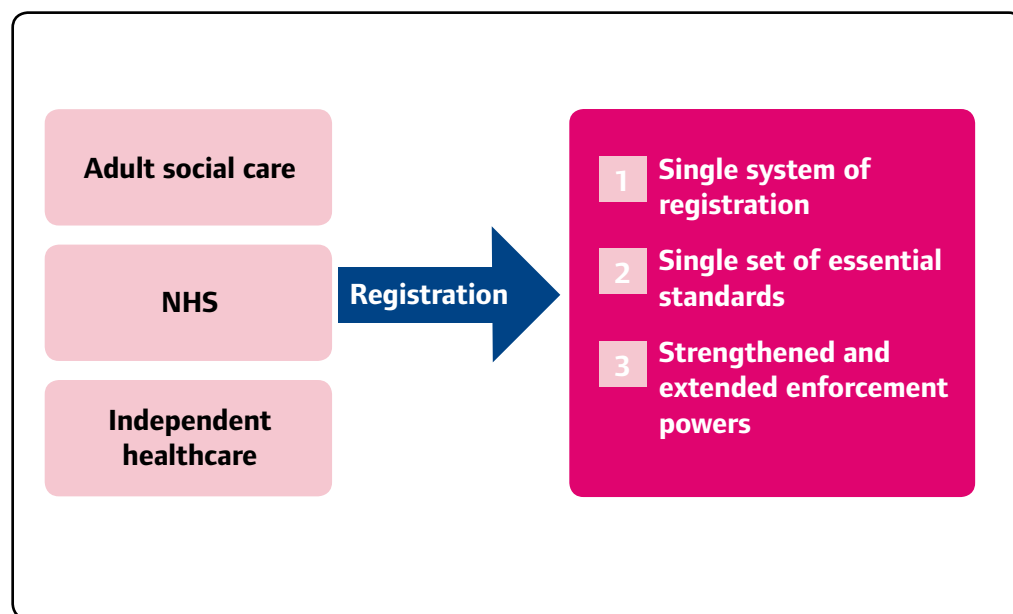 Adult social care
NHS
Independent
healthcare
Registration
1 Single system of
registration
2 Single set of essential
standards
3 Strengthened and
extended enforcement
powers